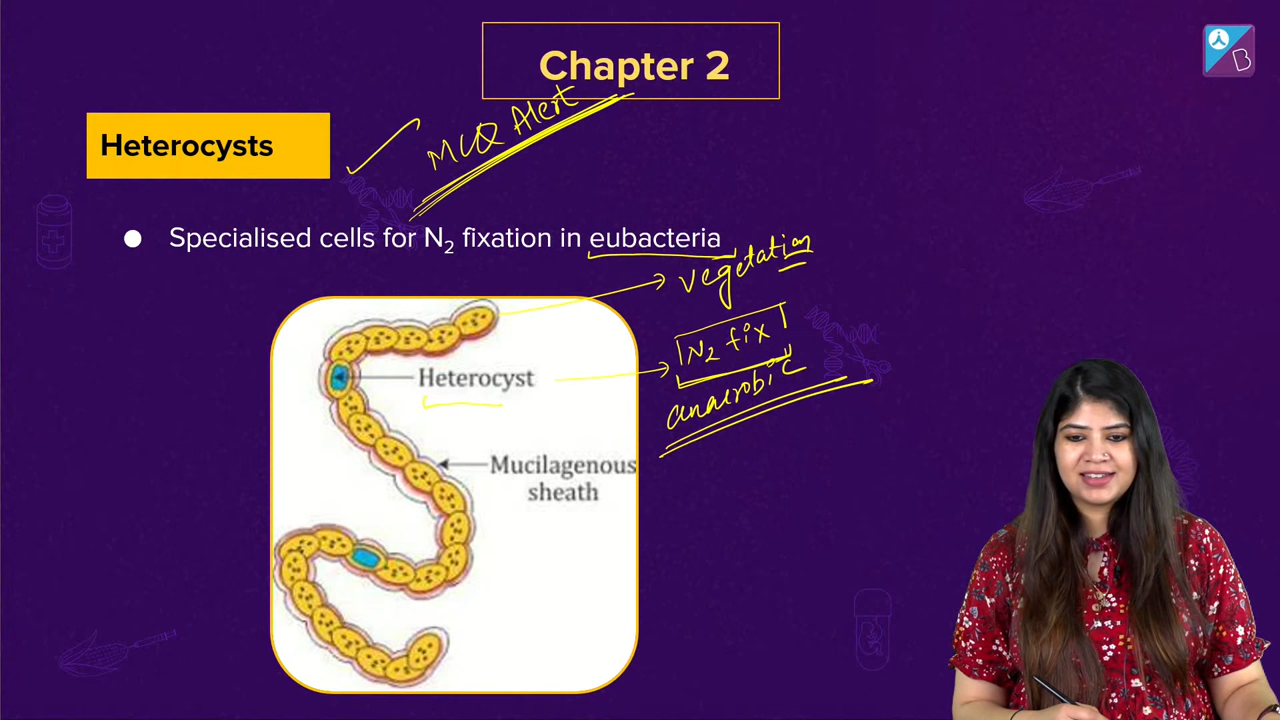 Chapter 2
MCQ Alert
Heterocysts
Specialised cells for N₂ fixation in eubacteria
vegetation
N₂ fix
Heterocyst
anaerobic
Mucilagenous
sheath
B